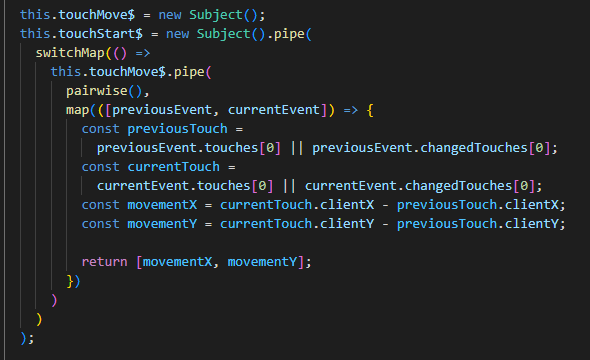 this.touchMove$ = new Subject();
this.touchStart$ = new Subject().pipe(
  switchMap(() =>
    this.touchMove$.pipe(
      pairwise(),
      map(([previousEvent, currentEvent]) => {
        const previousTouch =
          previousEvent.touches[0] || previousEvent.changedTouches[0];
        const currentTouch =
          currentEvent.touches[0] || currentEvent.changedTouches[0];
        const movementX = currentTouch.clientX - previousTouch.clientX;
        const movementY = currentTouch.clientY - previousTouch.clientY;

        return [movementX, movementY];
      })
    )
  )
);